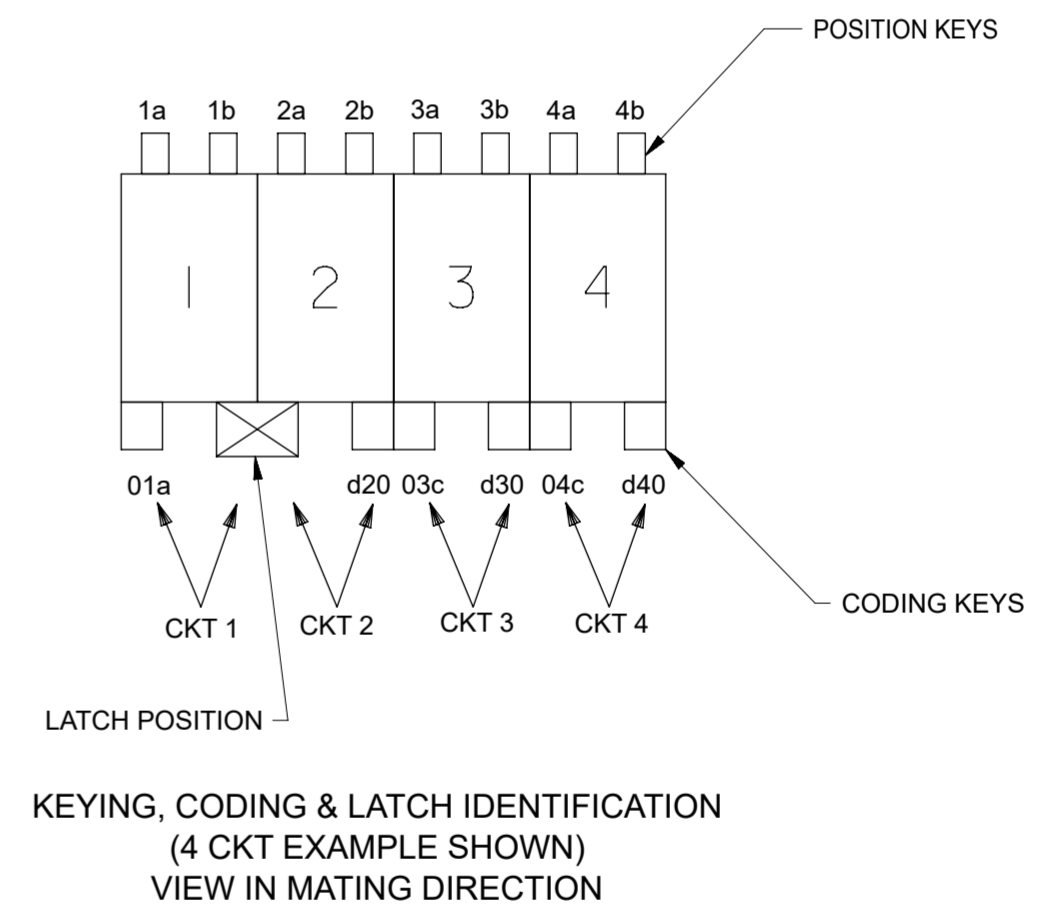 POSITION KEYS
1a 1b 2a 2b 3a 3b 4a 4b
1 2 3 4
01a d20 03c d30 04c d40
CODING KEYS
CKT 1 CKT 2 CKT 3 CKT 4
LATCH POSITION
KEYING, CODING & LATCH IDENTIFICATION
(4 CKT EXAMPLE SHOWN)
VIEW IN MATING DIRECTION